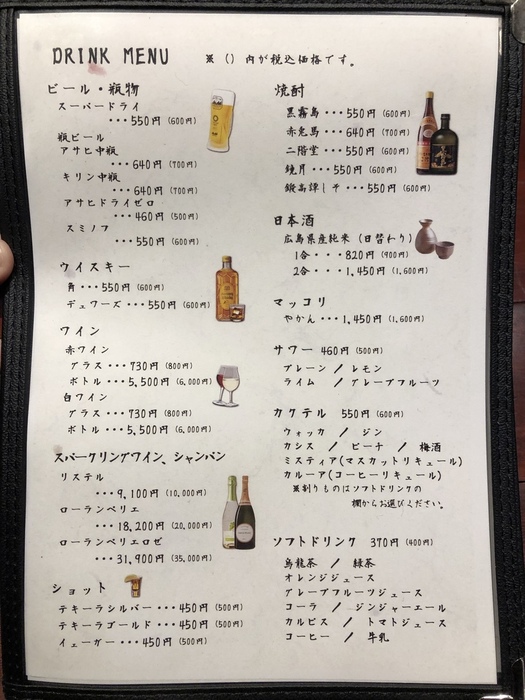 DRINK MENU
※ () 内が税込価格です。
ビール・瓶物
スーパードライ
・・・550円 (600円)
瓶ビール
アサヒ中瓶
・・・640円 (700円)
キリン中瓶
・・・640円 (700円)
アサヒドライゼロ
・・・460円 (500円)
スミノフ
・・・550円 (600円)
ウイスキー
角・・・550円 (600円)
デュワーズ・・・550円 (600円)
ワイン
赤ワイン
グラス・・・730円 (800円)
ボトル・・・5,500円 (6,000円)
白ワイン
グラス・・・730円 (800円)
ボトル・・・5,500円 (6,000円)
スパークリングワイン、シャンパン
リステル
・・・9,100円 (10,000円)
ローランペリエ
・・・18,200円 (20,000円)
ローランペリエロゼ
・・・31,900円 (35,000円)
ショット
テキーラシルバー・・・450円 (500円)
テキーラゴールド・・・450円 (500円)
イェーガー・・・450円 (500円)
焼酎
黒霧島・・・550円 (600円)
赤兎馬・・・640円 (700円)
二階堂・・・550円 (600円)
鏡月・・・550円 (600円)
鍛高譚しそ・・・550円 (600円)
日本酒
広島県産純米 (日替わり)
1合・・・・820円 (900円)
2合・・・1,450円 (1,600円)
マッコリ
やかん・・・1,450円 (1,600円)
サワー 460円 (500円)
プレーン / レモン
ライム / グレープフルーツ
カクテル 550円 (600円)
ウォッカ / ジン
カシス / ピーチ / 梅酒
ミスティア(マスカットリキュール)
カルーア(コーヒーリキュール)
※割りものはソフトドリンクの
欄からお選びください。
ソフトドリンク 370円 (400円)
烏龍茶 / 緑茶
オレンジジュース
グレープフルーツジュース
コーラ / ジンジャーエール
カルピス / トマトジュース
コーヒー / 牛乳